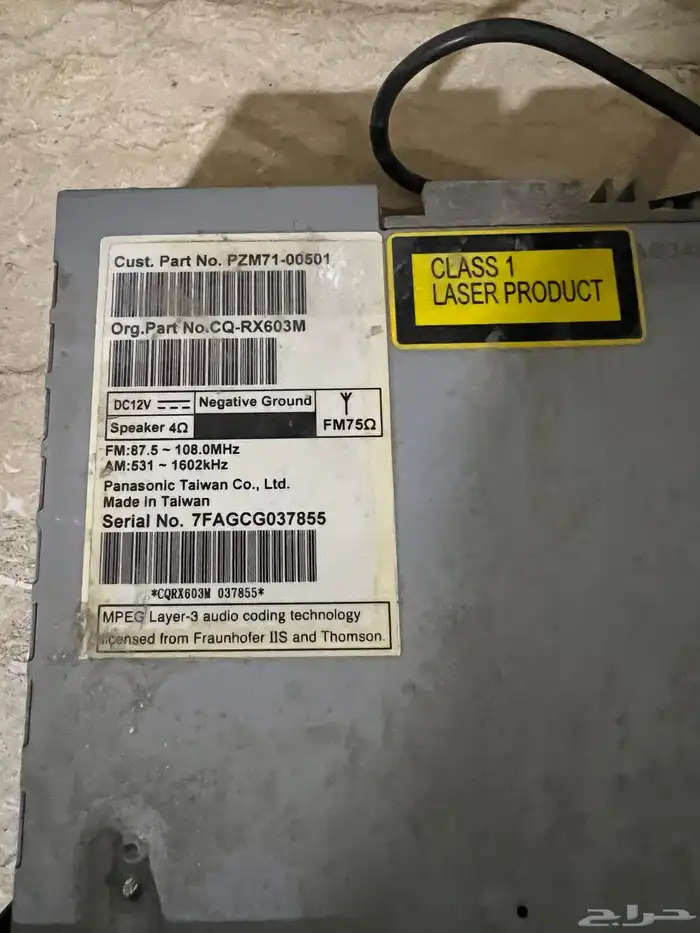 Cust. Part No. PZM71-00501
Org.Part No.CQ-RX603M
DC12V
Negative Ground
Speaker 4Ω
FM75Ω
FM:87.5 ~ 108.0MHz
AM:531 ~ 1602kHz
Panasonic Taiwan Co., Ltd.
Made in Taiwan
Serial No. 7FAGCG037855
*CQRX603M 037855*
MPEG Layer-3 audio coding technology
licensed from Fraunhofer IIS and Thomson.
CLASS 1
LASER PRODUCT
حراج